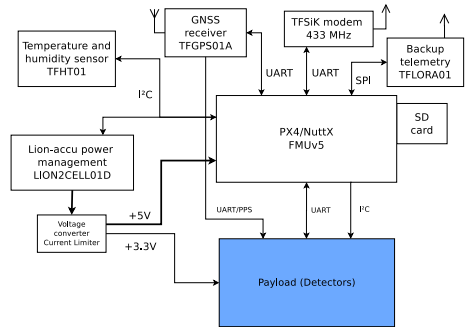 GNSS
receiver
TFGPS01A
TFSiK modem
433 MHz
Temperature and
humidity sensor
TFHT01
Backup
telemetry
TFLORA01
UART
UART
SPI
I²C
PX4/NuttX
FMUv5
SD
card
Lion-accu power
management
LION2CELL01D
Voltage
converter
Current Limiter
+5V
+3.3V
UART/PPS
UART
I²C
Payload (Detectors)